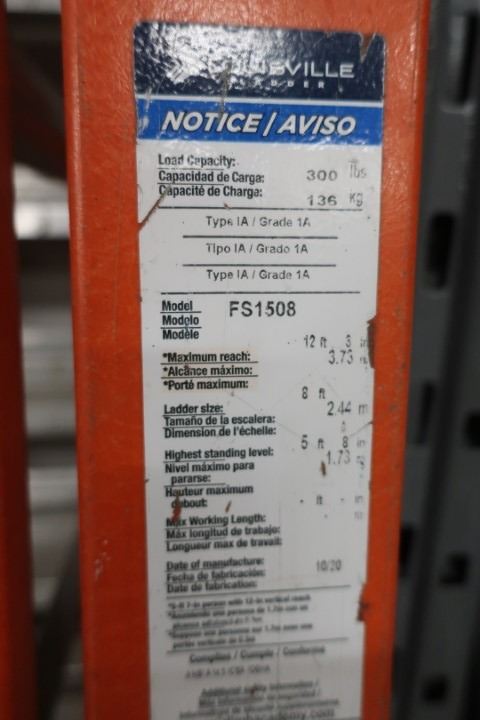 LADDER
NOTICE / AVISO
Load Capacity:
Capacidad de Carga: 300 lbs
Capacité de Charge: 136 Kg
Type IA / Grade 1A
Tipo IA / Grado 1A
Type IA / Grade 1A
Model FS1508
Modelo
Modèle
12 ft 3 in
*Maximum reach: 3.73 m
*Alcance máximo:
*Porté maximum:
8 ft
Ladder size: 2.44 m
Tamaño de la escalera:
Dimension de l'échelle:
5 ft 8 in
Highest standing level: 1.73
Nivel máximo para
pararse:
Hauteur maximum
debout: - ft - in
Max Working Length:
Máx longitud de trabajo:
Longueur max de travail:
Date of manufacture: 10/20
Fecha de fabricación:
Date de fabrication:
Complies / Cumple / Conforme